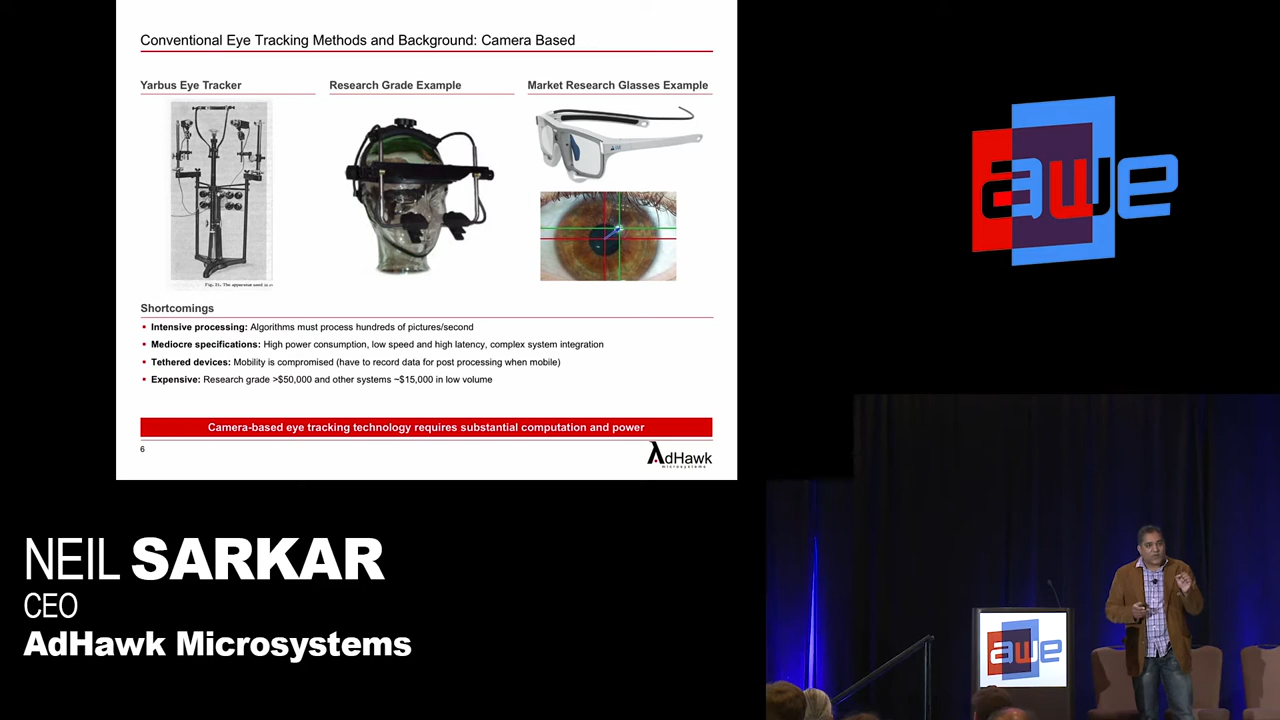 Conventional Eye Tracking Methods and Background: Camera Based
Yarbus Eye Tracker
Research Grade Example
Market Research Glasses Example
Shortcomings
▪ Intensive processing: Algorithms must process hundreds of pictures/second
▪ Mediocre specifications: High power consumption, low speed and high latency, complex system integration
▪ Tethered devices: Mobility is compromised (have to record data for post processing when mobile)
▪ Expensive: Research grade >$50,000 and other systems ~$15,000 in low volume
Camera-based eye tracking technology requires substantial computation and power
6
AdHawk
microsystems
awe
NEIL SARKAR
CEO
AdHawk Microsystems
awe